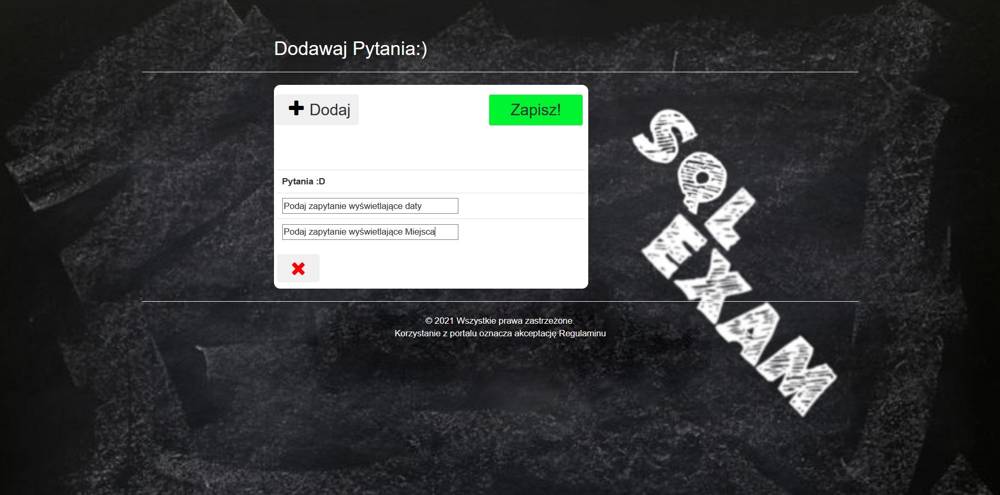 Dodawaj Pytania:)
Dodaj
Zapisz!
Pytania :D
Podaj zapytanie wyświetlające daty
Podaj zapytanie wyświetlające Miejsca
SQL
EXAM
© 2021 Wszystkie prawa zastrzeżone.
Korzystanie z portalu oznacza akceptację Regulaminu